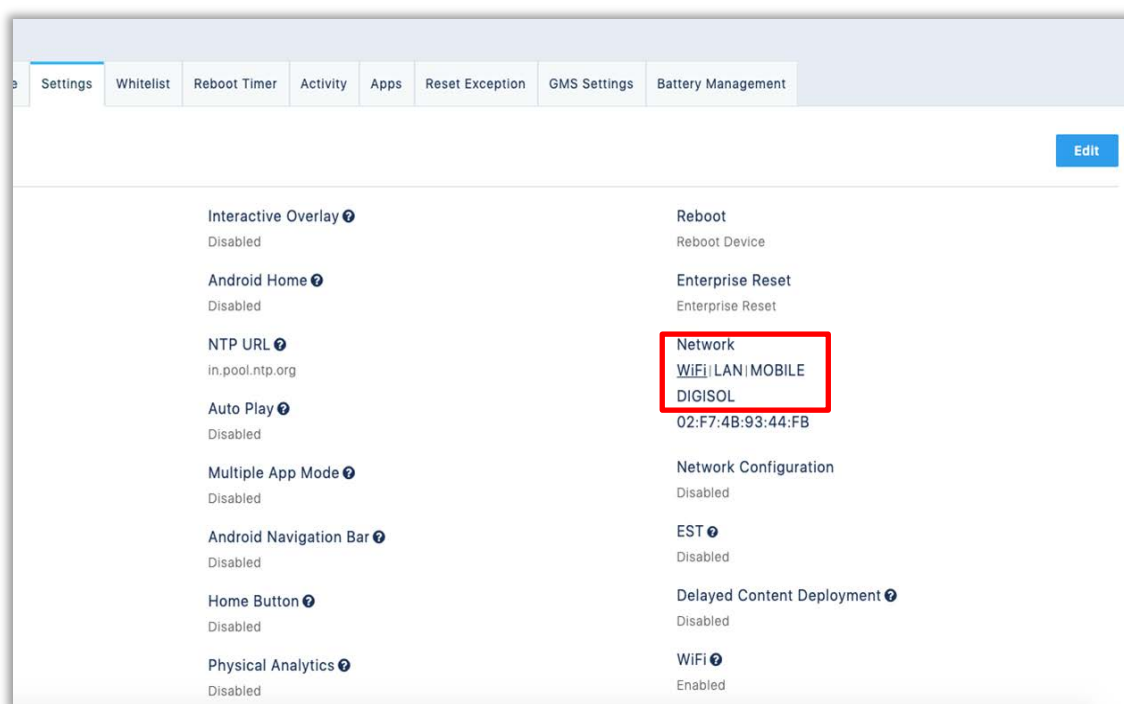 Settings Whitelist Reboot Timer Activity Apps Reset Exception GMS Settings Battery Management
Edit
Interactive Overlay
Disabled
Android Home
Disabled
NTP URL
in.pool.ntp.org
Auto Play
Disabled
Multiple App Mode
Disabled
Android Navigation Bar
Disabled
Home Button
Disabled
Physical Analytics
Disabled
Reboot
Reboot Device
Enterprise Reset
Enterprise Reset
Network
WiFi|LAN|MOBILE
DIGISOL
02:F7:4B:93:44:FB
Network Configuration
Disabled
EST
Disabled
Delayed Content Deployment
Disabled
WiFi
Enabled